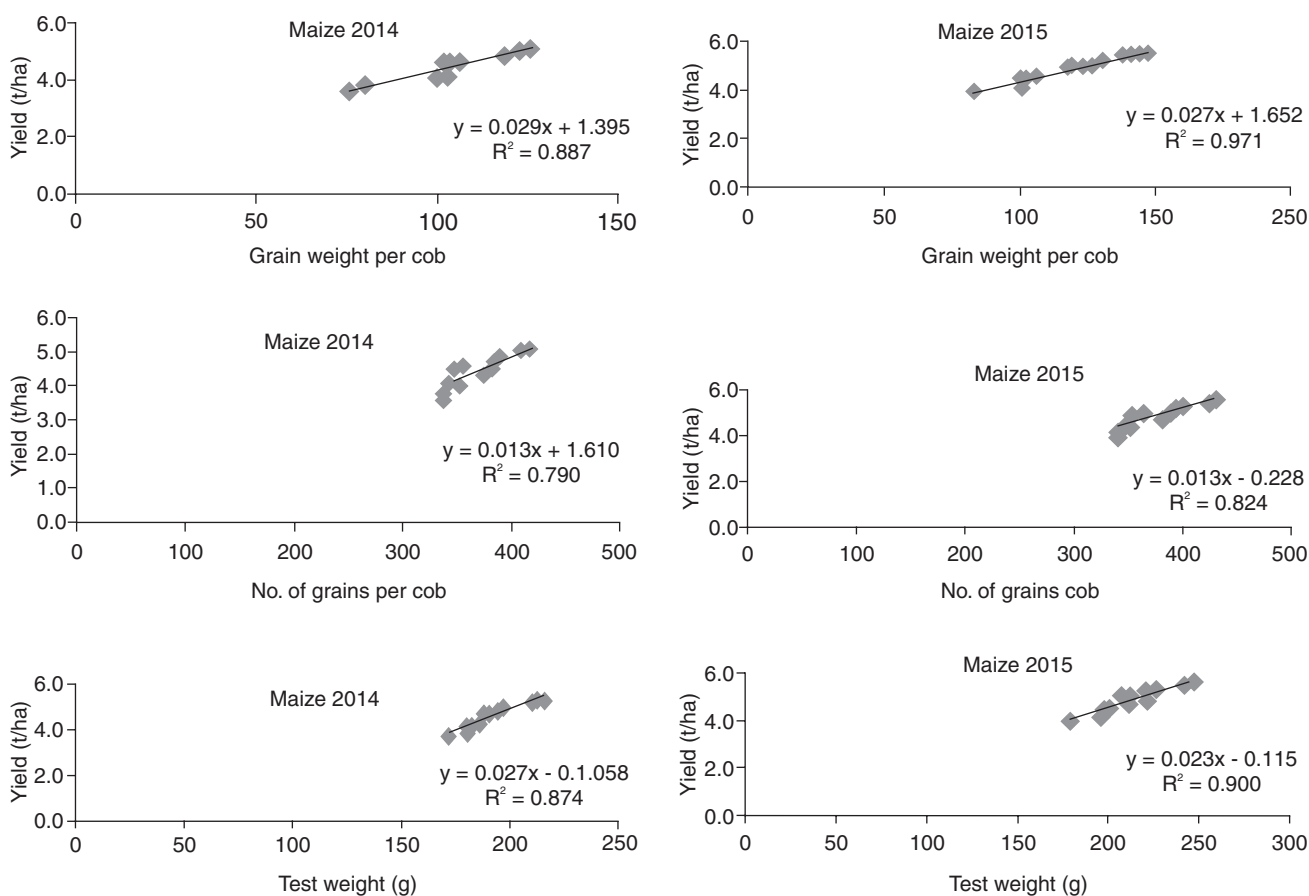 Maize 2014
Yield (t/ha)
6.0
4.0
2.0
0.0
y = 0.029x + 1.395
R² = 0.887
0 50 100 150
Grain weight per cob
Maize 2015
Yield (t/ha)
6.0
4.0
2.0
0.0
y = 0.027x + 1.652
R² = 0.971
0 50 100 150 250
Grain weight per cob
Maize 2014
Yield (t/ha)
6.0
5.0
4.0
3.0
2.0
1.0
0.0
y = 0.013x + 1.610
R² = 0.790
0 100 200 300 400 500
No. of grains per cob
Maize 2015
Yield (t/ha)
6.0
4.0
2.0
0.0
y = 0.013x - 0.228
R² = 0.824
0 100 200 300 400 500
No. of grains cob
Maize 2014
Yield (t/ha)
6.0
4.0
2.0
0.0
y = 0.027x - 0.1.058
R² = 0.874
0 50 100 150 200 250
Test weight (g)
Maize 2015
Yield (t/ha)
6.0
4.0
2.0
0.0
y = 0.023x - 0.115
R² = 0.900
0 50 100 150 200 250 300
Test weight (g)